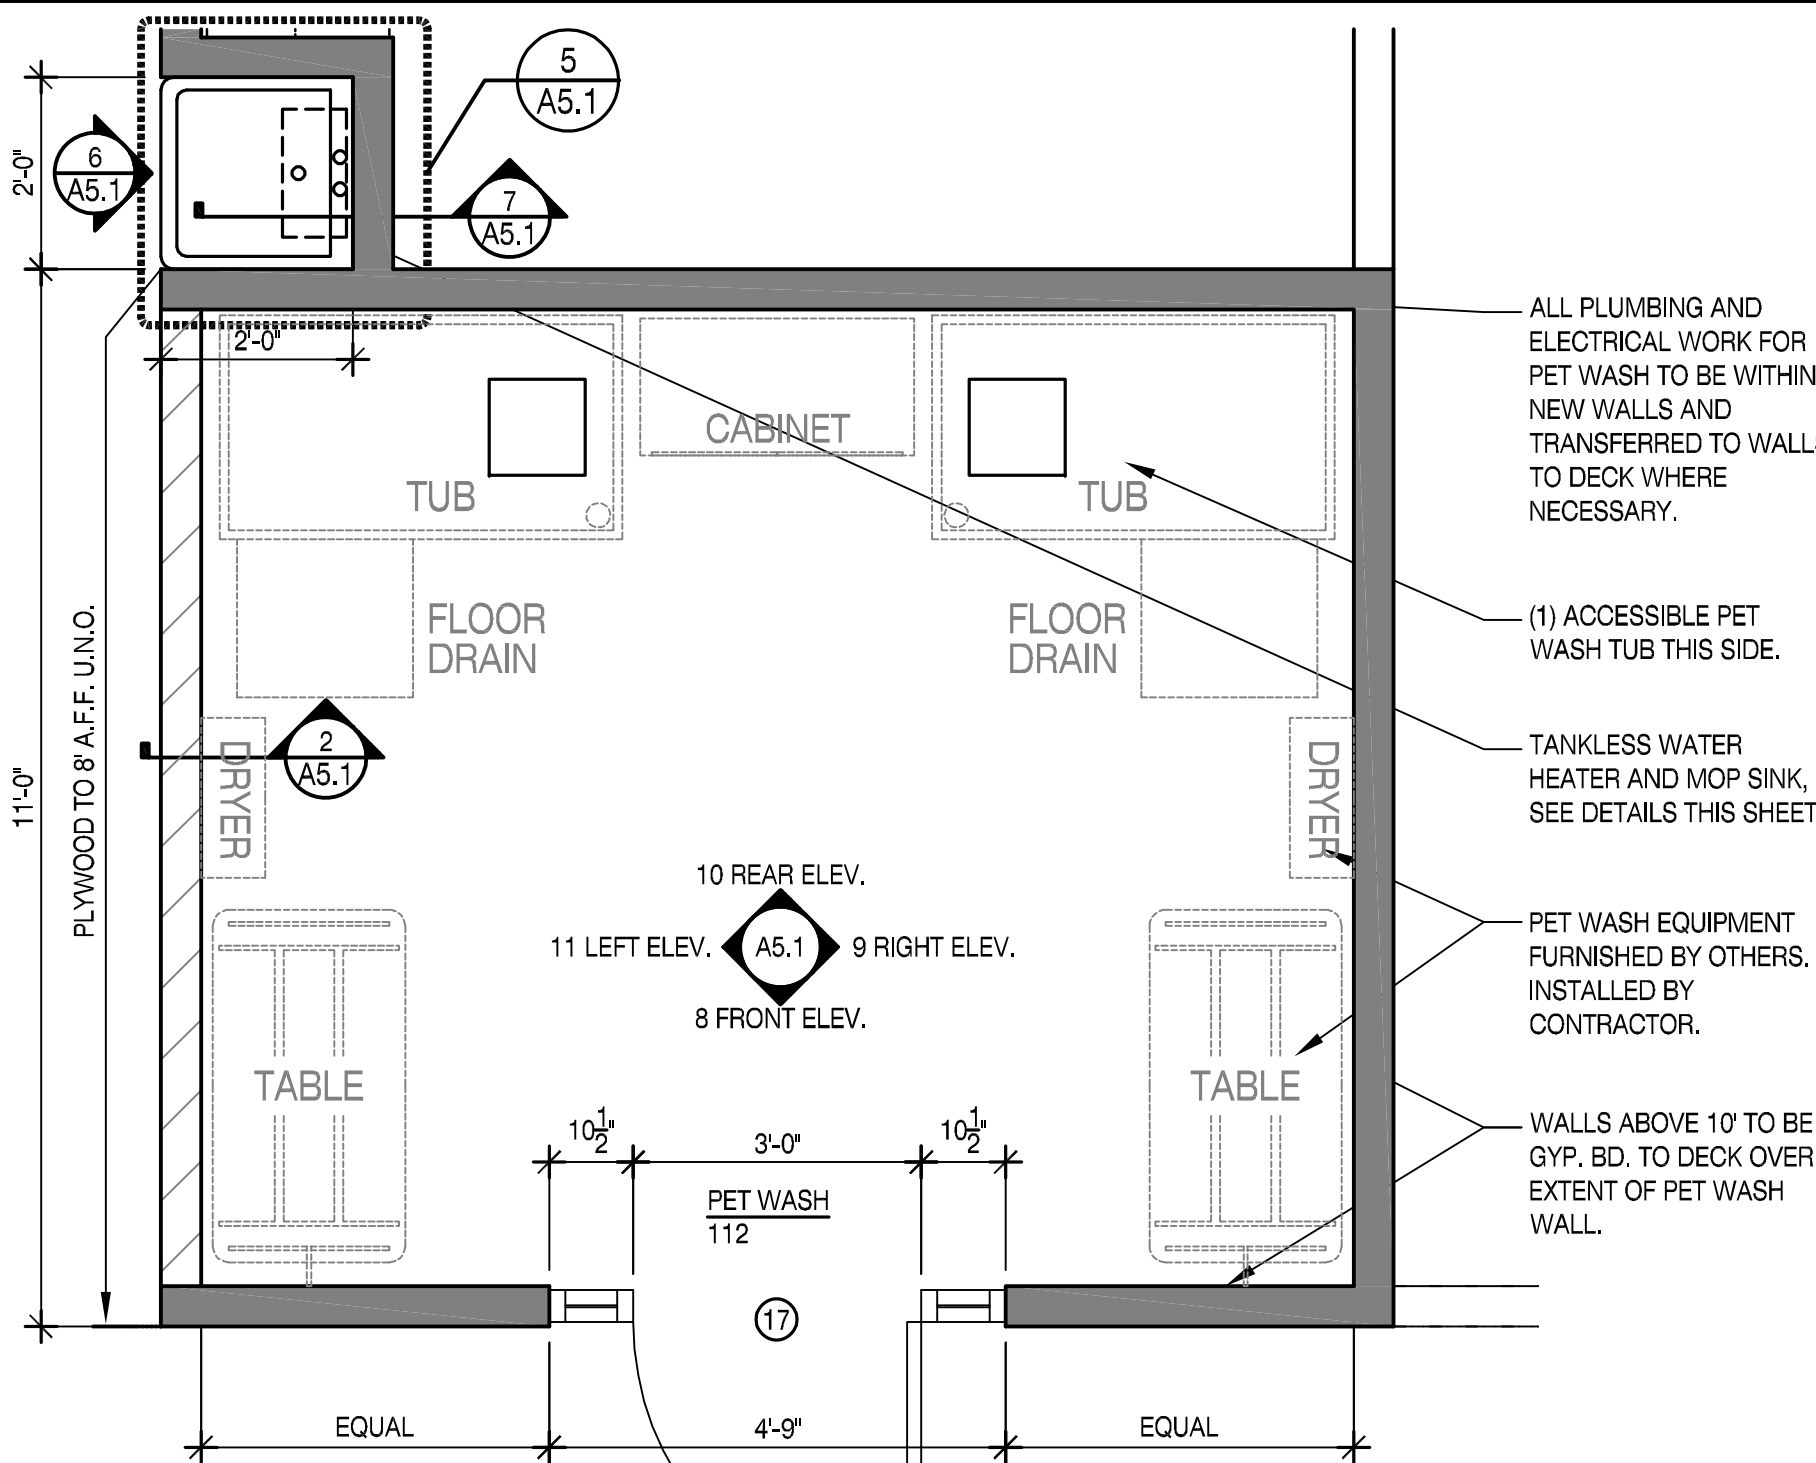 5
A5.1
6
A5.1
7
A5.1
2'-0"
2'-0"
ALL PLUMBING AND
ELECTRICAL WORK FOR
PET WASH TO BE WITHIN
NEW WALLS AND
TRANSFERRED TO WALLS
TO DECK WHERE
NECESSARY.
CABINET
TUB
TUB
FLOOR
DRAIN
FLOOR
DRAIN
(1) ACCESSIBLE PET
WASH TUB THIS SIDE.
PLYWOOD TO 8' A.F.F. U.N.O.
11'-0"
2
A5.1
DRYER
DRYER
TANKLESS WATER
HEATER AND MOP SINK,
SEE DETAILS THIS SHEET
10 REAR ELEV.
11 LEFT ELEV.
A5.1
9 RIGHT ELEV.
8 FRONT ELEV.
PET WASH EQUIPMENT
FURNISHED BY OTHERS.
INSTALLED BY
CONTRACTOR.
TABLE
TABLE
10 1/2"
3'-0"
10 1/2"
PET WASH
112
WALLS ABOVE 10' TO BE
GYP. BD. TO DECK OVER
EXTENT OF PET WASH
WALL.
17
EQUAL
4'-9"
EQUAL